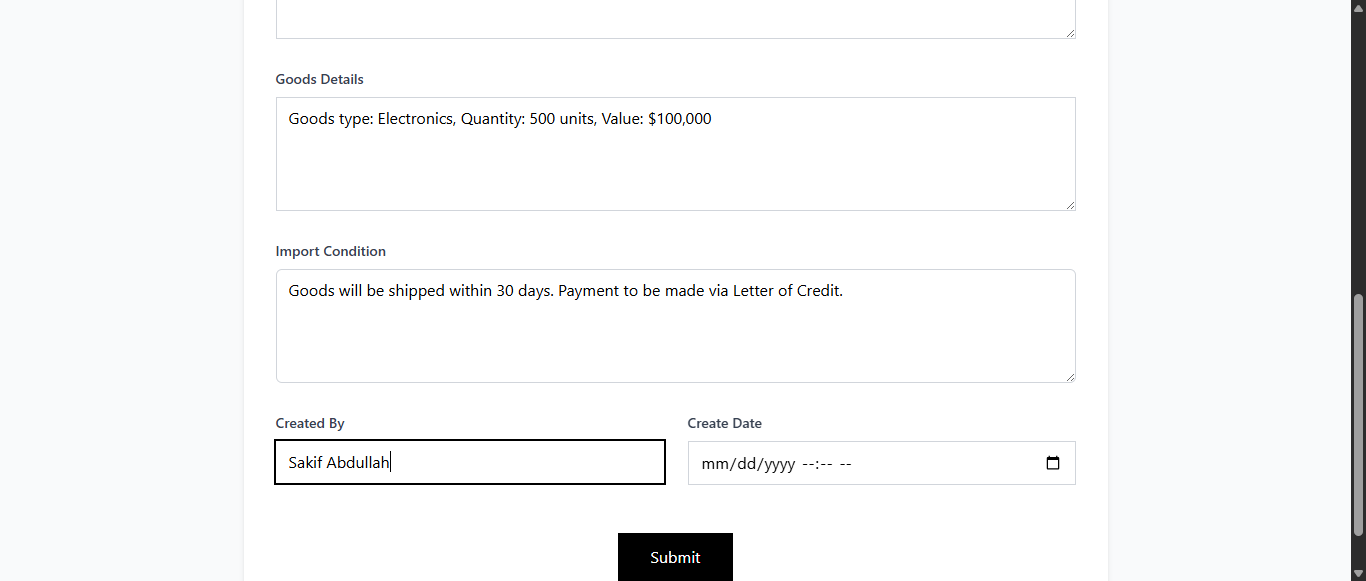 Goods Details
Goods type: Electronics, Quantity: 500 units, Value: $100,000
Import Condition
Goods will be shipped within 30 days. Payment to be made via Letter of Credit.
Created By
Create Date
Sakif Abdullah
mm/dd/yyyy --:-- --
Submit